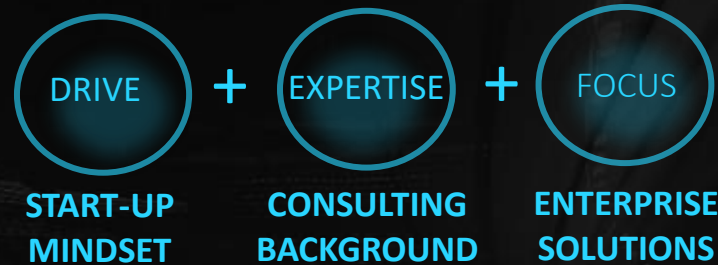 DRIVE + EXPERTISE + FOCUS
START-UP CONSULTING ENTERPRISE
MINDSET BACKGROUND SOLUTIONS